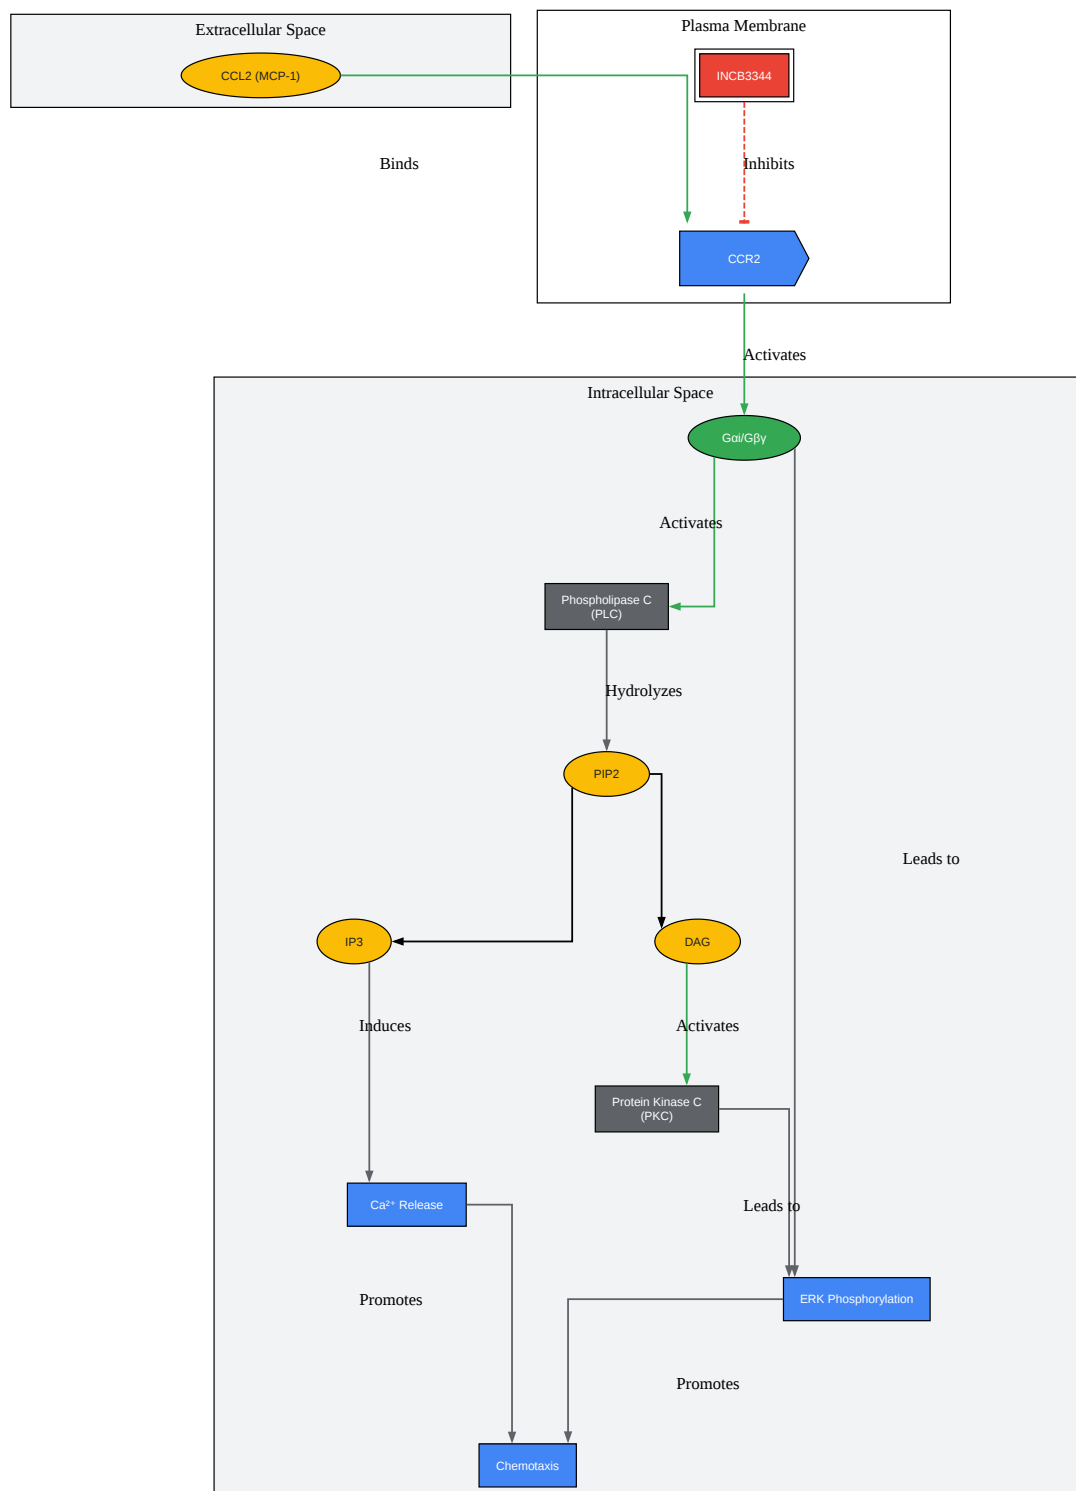 Extracellular Space
Plasma Membrane
CCL2 (MCP-1)
INCB3344
Binds
Inhibits
CCR2
Activates
Intracellular Space
Gαi/Gβγ
Activates
Phospholipase C
(PLC)
Hydrolyzes
PIP2
Leads to
IP3
DAG
Induces
Activates
Protein Kinase C
(PKC)
Ca²⁺ Release
Leads to
Promotes
ERK Phosphorylation
Promotes
Chemotaxis